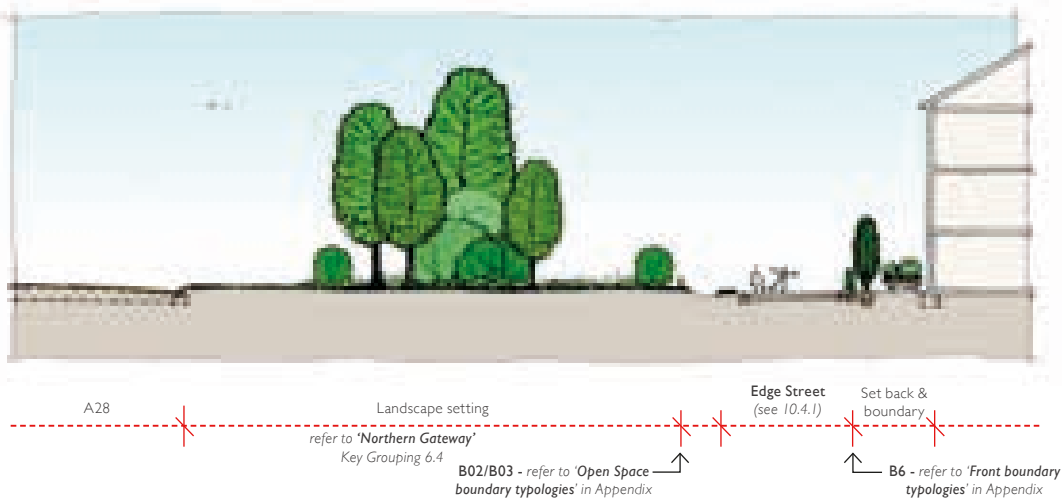 A28
Landscape setting
Edge Street
(see 10.4.1)
Set back &
boundary
refer to 'Northern Gateway'
Key Grouping 6.4
B02/B03 - refer to 'Open Space
boundary typologies' in Appendix
B6 - refer to 'Front boundary
typologies' in Appendix